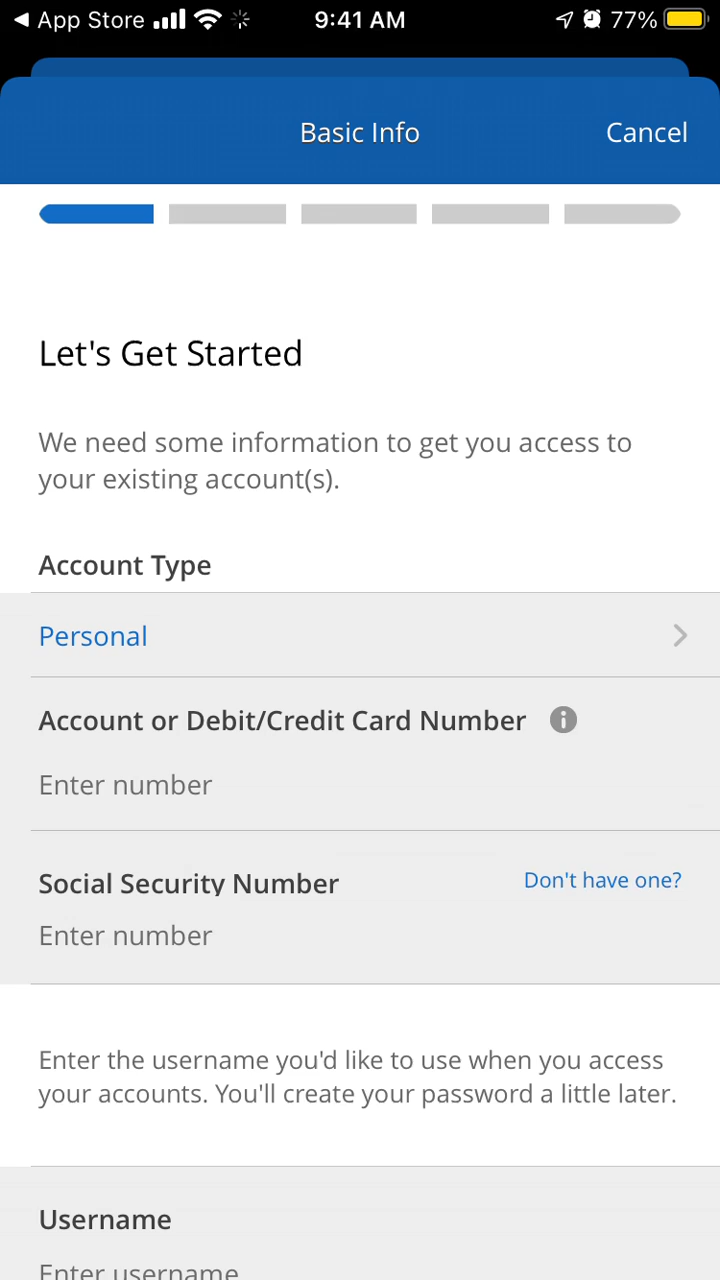 App Store 9:41 AM 77%
Basic Info Cancel
Let's Get Started
We need some information to get you access to
your existing account(s).
Account Type
Personal
Account or Debit/Credit Card Number
Enter number
Social Security Number Don't have one?
Enter number
Enter the username you'd like to use when you access
your accounts. You'll create your password a little later.
Username
Enter username